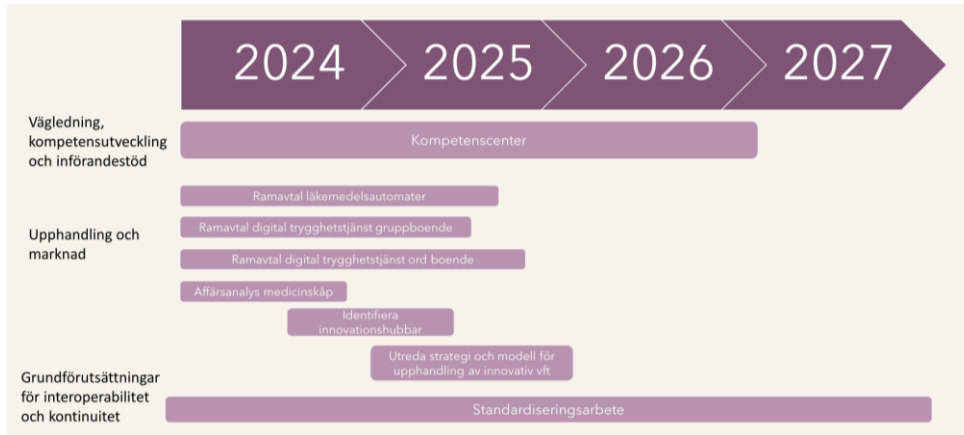 2024
2025
2026
2027
Vägledning,
kompetensutveckling
och införandestöd
Kompetenscenter
Upphandling och
marknad
Ramavtal läkemedelsautomater
Ramavtal digital trygghetstjänst gruppboende
Ramavtal digital trygghetstjänst ord boende
Affärsanalys medicinskåp
Identifiera
innovationshubbar
Utreda strategi och modell för
upphandling av innovativ vft
Grundförutsättningar
för interoperabilitet
och kontinuitet
Standardiseringsarbete